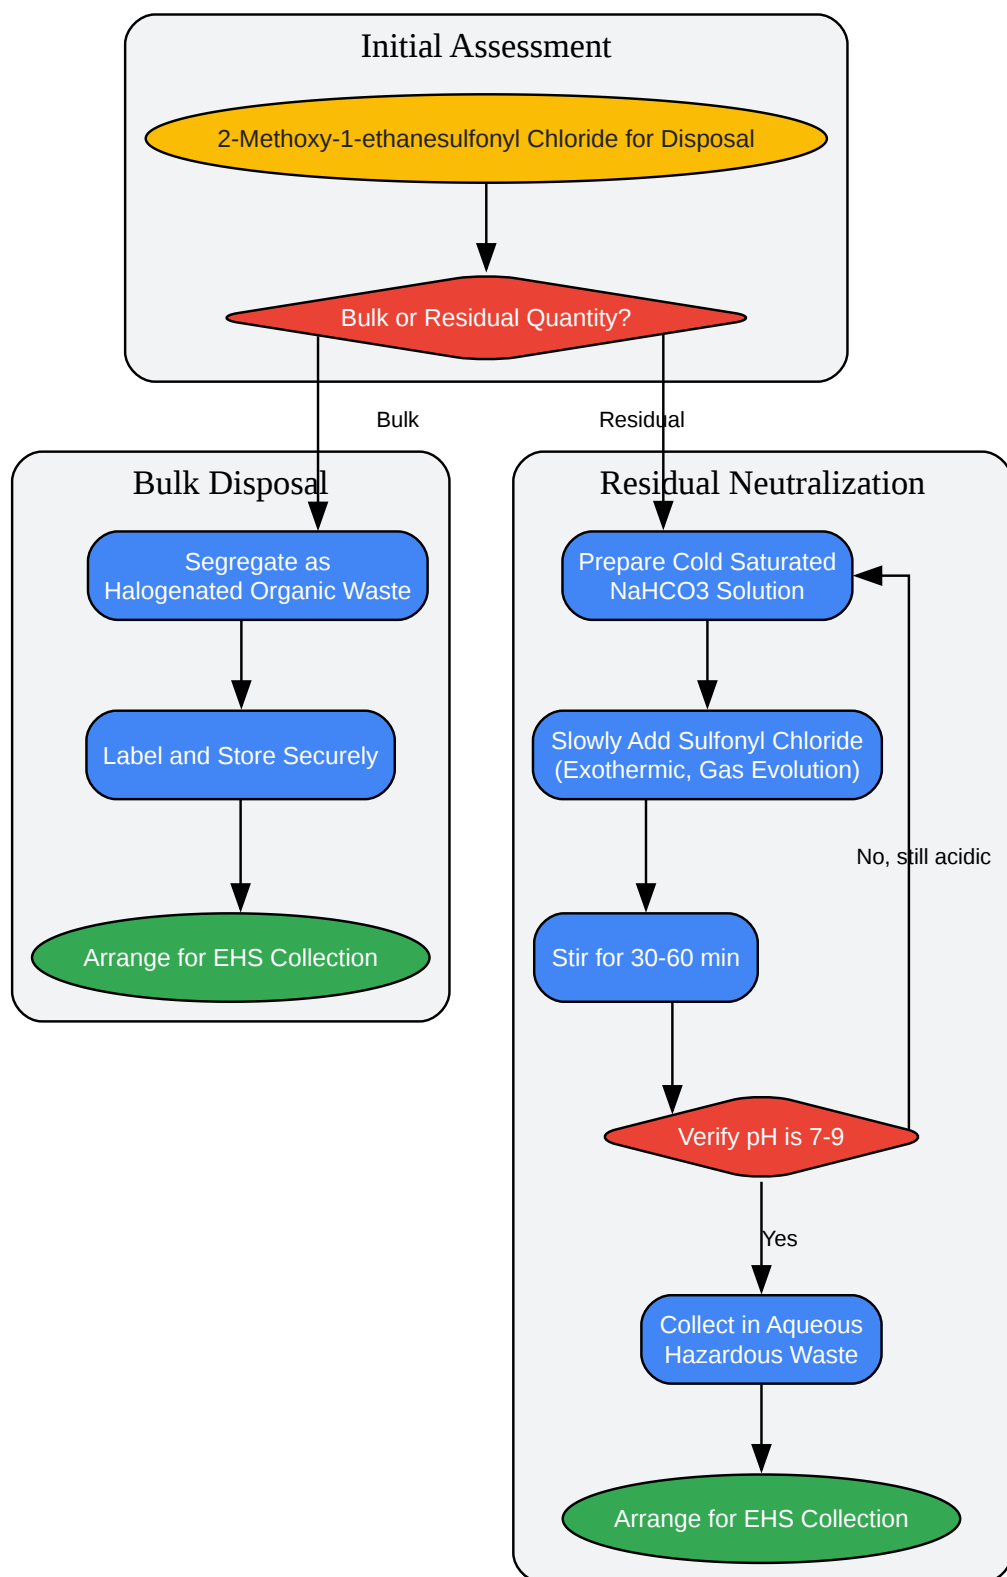 Initial Assessment
2-Methoxy-1-ethanesulfonyl Chloride for Disposal
Bulk or Residual Quantity?
Bulk
Residual
Bulk Disposal
Segregate as
Halogenated Organic Waste
Label and Store Securely
Arrange for EHS Collection
Residual Neutralization
Prepare Cold Saturated
NaHCO3 Solution
Slowly Add Sulfonyl Chloride
(Exothermic, Gas Evolution)
No, still acidic
Stir for 30-60 min
Verify pH is 7-9
Yes
Collect in Aqueous
Hazardous Waste
Arrange for EHS Collection